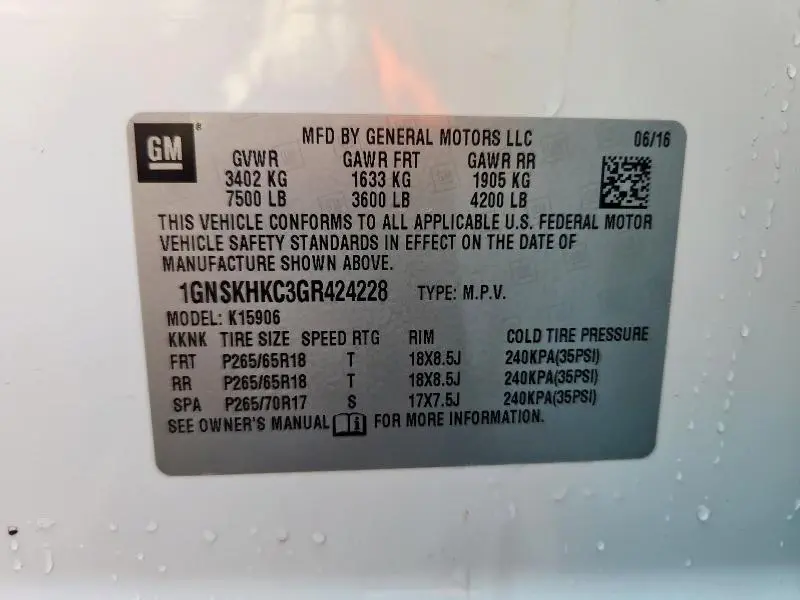 GM® MFD BY GENERAL MOTORS LLC 06/16
GVWR GAWR FRT GAWR RR
3402 KG 1633 KG 1905 KG
7500 LB 3600 LB 4200 LB
THIS VEHICLE CONFORMS TO ALL APPLICABLE U.S. FEDERAL MOTOR
VEHICLE SAFETY STANDARDS IN EFFECT ON THE DATE OF
MANUFACTURE SHOWN ABOVE.
1GNSKHKC3GR424228 TYPE: M.P.V.
MODEL: K15906
KKNK TIRE SIZE SPEED RTG RIM COLD TIRE PRESSURE
FRT P265/65R18 T 18X8.5J 240KPA(35PSI)
RR P265/65R18 T 18X8.5J 240KPA(35PSI)
SPA P265/70R17 S 17X7.5J 240KPA(35PSI)
SEE OWNER'S MANUAL i FOR MORE INFORMATION.